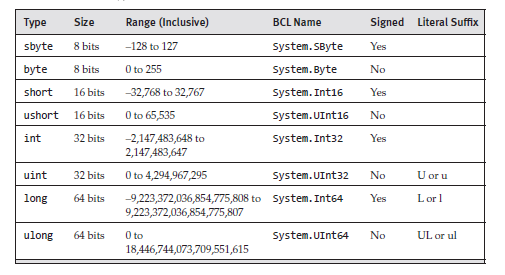 Type Size Range (Inclusive) BCL Name Signed Literal Suffix
sbyte 8 bits –128 to 127 System.SByte Yes
byte 8 bits 0 to 255 System.Byte No
short 16 bits –32,768 to 32,767 System.Int16 Yes
ushort 16 bits 0 to 65,535 System.UInt16 No
int 32 bits –2,147,483,648 to System.Int32 Yes
2,147,483,647
uint 32 bits 0 to 4,294,967,295 System.UInt32 No U or u
long 64 bits –9,223,372,036,854,775,808 to System.Int64 Yes L or l
9,223,372,036,854,775,807
ulong 64 bits 0 to System.UInt64 No UL or ul
18,446,744,073,709,551,615